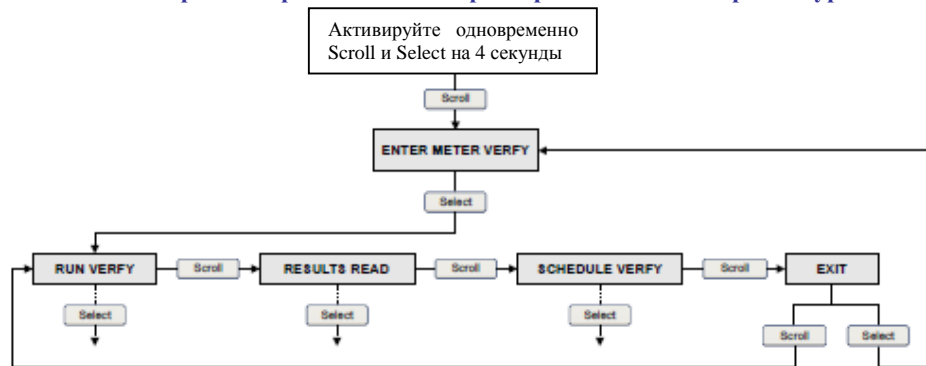 Активируйте одновременно
Scroll и Select на 4 секунды
Scroll
ENTER METER VERFY
Select
RUN VERFY
Scroll
RESULTS READ
Scroll
SCHEDULE VERFY
Scroll
EXIT
Select
Select
Select
Scroll
Select